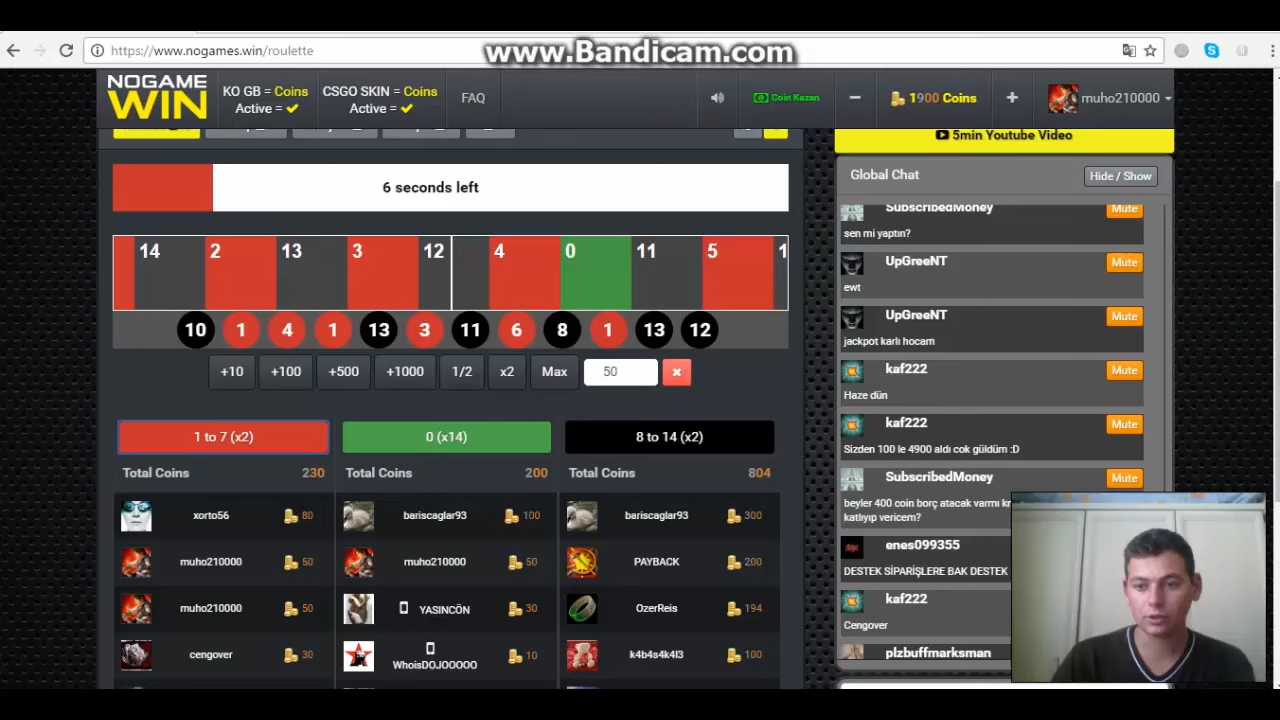 www.Bandicam.com
https://www.nogames.win/roulette
NOGAME
WIN
KO GB = Coins
Active =
CSGO SKIN = Coins
Active =
FAQ
Coin Kazan
1900 Coins
muho210000
5min Youtube Video
6 seconds left
14 2 13 3 12 4 0 11 5 1
10 1 4 1 13 3 11 6 8 1 13 12
+10 +100 +500 +1000 1/2 x2 Max 50
1 to 7 (x2) 0 (x14) 8 to 14 (x2)
Total Coins 230 Total Coins 200 Total Coins 804
xorto56 80 bariscaglar93 100 bariscaglar93 300
muho210000 50 muho210000 50 PAYBACK 200
muho210000 50 YASINCÖN 30 OzerReis 194
cengover 30 WhoisDOJOOOOO 10 k4b4s4k4l3 100
Global Chat
Hide / Show
SubscribedMoney Mute
sen mi yaptın?
UpGreeNT Mute
ewt
UpGreeNT Mute
jackpot karlı hocam
kaf222 Mute
Haze dün
kaf222 Mute
Sizden 100 le 4900 aldı cok güldüm :D
SubscribedMoney Mute
beyler 400 coin borç atacak varmı
katlıyıp vericem?
enes099355
DESTEK SİPARİŞLERE BAK DESTEK
kaf222
Cengover
plzbuffmarksman